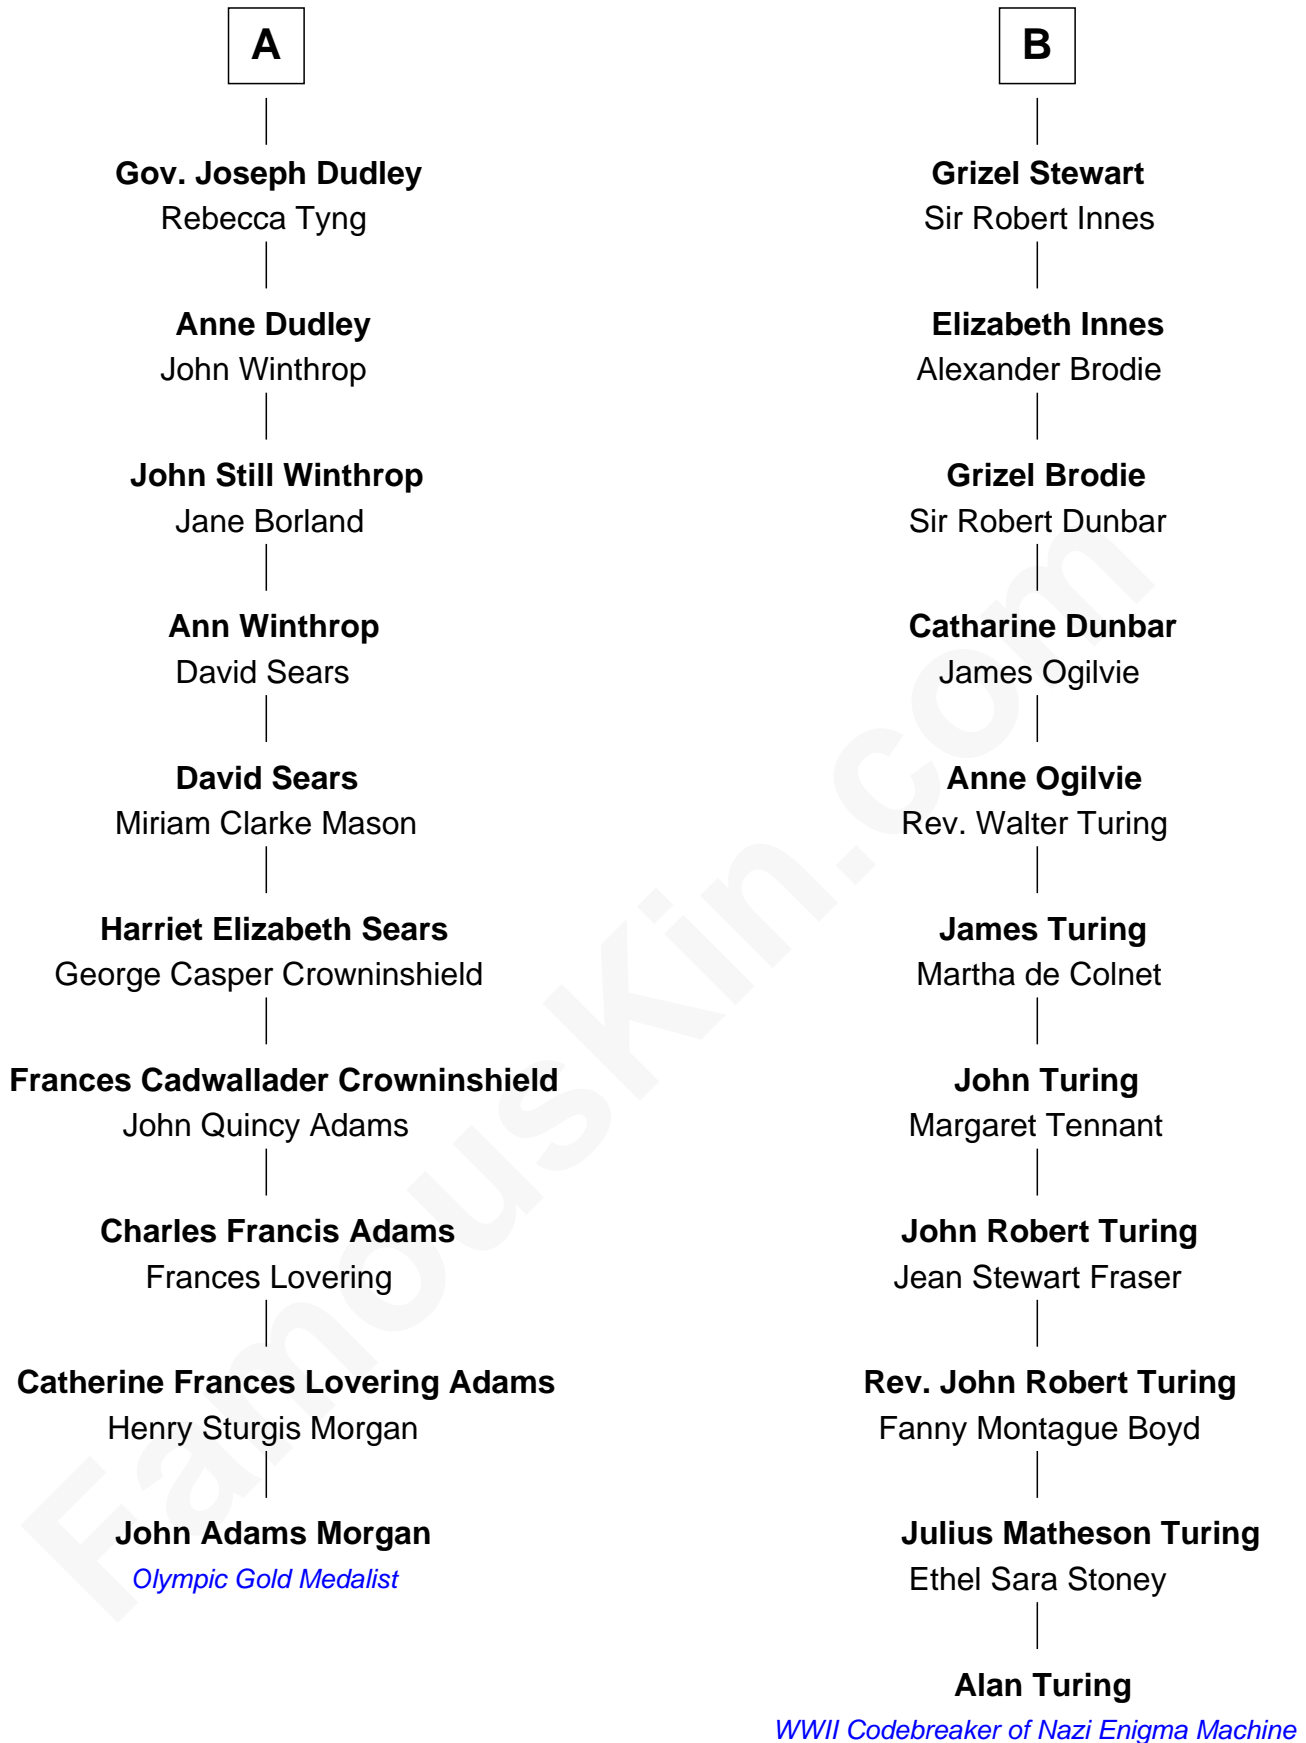 A
Gov. Joseph Dudley
Rebecca Tyng
Anne Dudley
John Winthrop
John Still Winthrop
Jane Borland
Ann Winthrop
David Sears
David Sears
Miriam Clarke Mason
Harriet Elizabeth Sears
George Casper Crowninshield
Frances Cadwallader Crowninshield
John Quincy Adams
Charles Francis Adams
Frances Lovering
Catherine Frances Lovering Adams
Henry Sturgis Morgan
John Adams Morgan
Olympic Gold Medalist
B
Grizel Stewart
Sir Robert Innes
Elizabeth Innes
Alexander Brodie
Grizel Brodie
Sir Robert Dunbar
Catharine Dunbar
James Ogilvie
Anne Ogilvie
Rev. Walter Turing
James Turing
Martha de Colnet
John Turing
Margaret Tennant
John Robert Turing
Jean Stewart Fraser
Rev. John Robert Turing
Fanny Montague Boyd
Julius Matheson Turing
Ethel Sara Stoney
Alan Turing
WWII Codebreaker of Nazi Enigma Machine
FamousKin.com